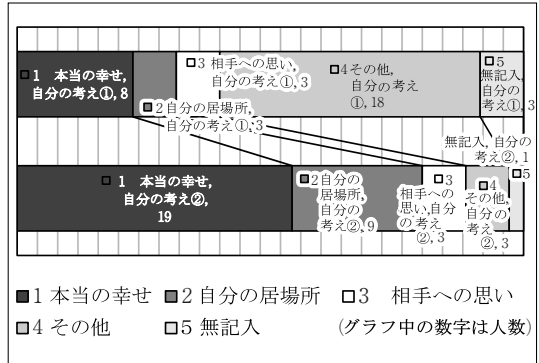 1 本当の幸せ,
自分の考え①, 8
2自分の居場所,
自分の考え①, 3
3 相手への思い,
自分の考え①, 3
4その他,
自分の考え
①, 18
5
無記入,
自分の
考え①, 3
1 本当の幸せ,
自分の考え②,
19
2自分の
居場所,
自分の
考え②, 9
3
相手への
思い,自分
の考え
②, 3
4
その他,
自分の考え
②, 3
5
無記入, 自分の
考え②, 1
1 本当の幸せ 2 自分の居場所 3 相手への思い
4 その他 5 無記入 (グラフ中の数字は人数)